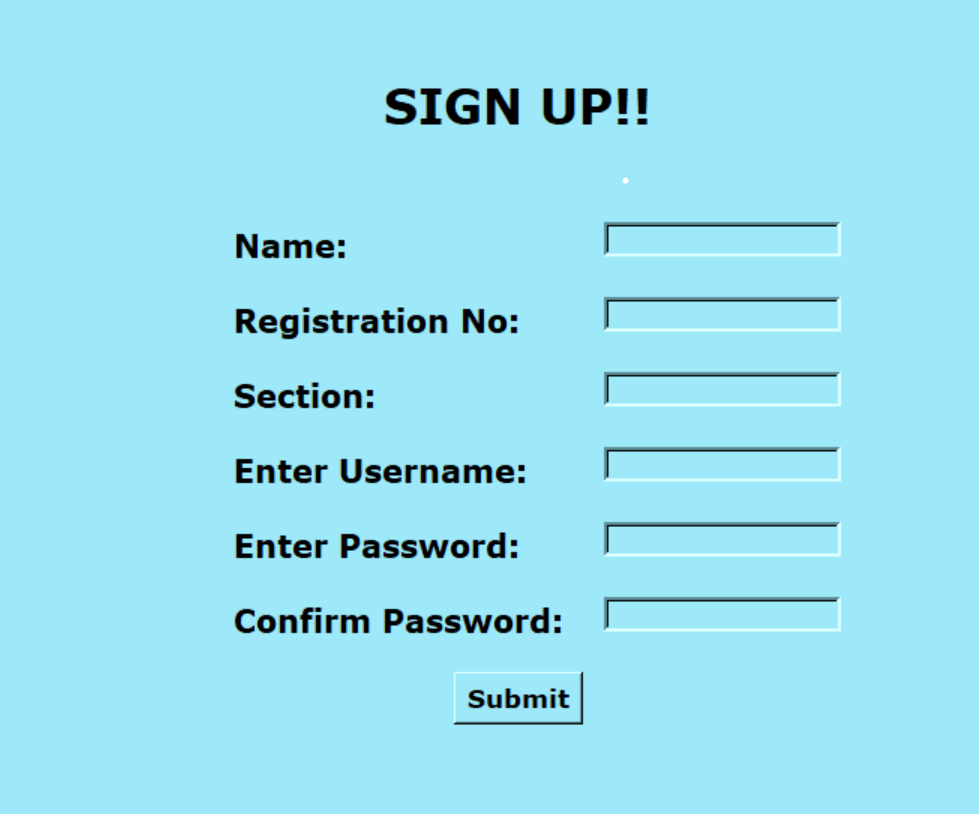 SIGN UP!!
Name:
Registration No:
Section:
Enter Username:
Enter Password:
Confirm Password:
Submit